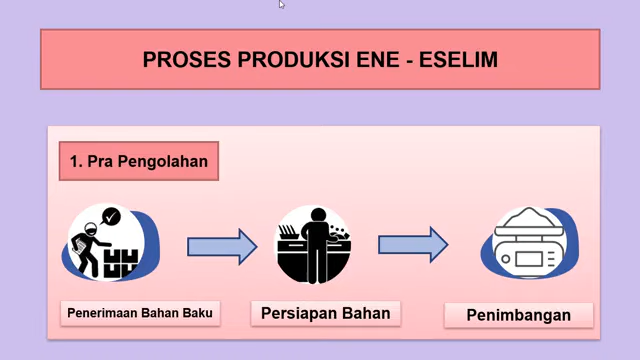 PROSES PRODUKSI ENE - ESELIM
1. Pra Pengolahan
Penerimaan Bahan Baku
Persiapan Bahan
Penimbangan